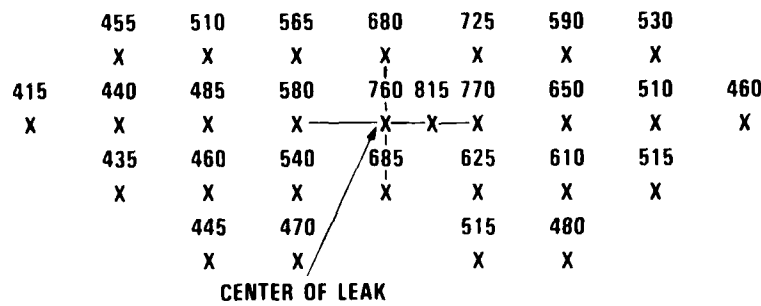 455 510 565 680 725 590 530
X X X X X X X
415 440 485 580 760 815 770 650 510 460
X X X X X X X X X X
435 460 540 685 625 610 515
X X X X X X X
445 470 515 480
X X X X
CENTER OF LEAK